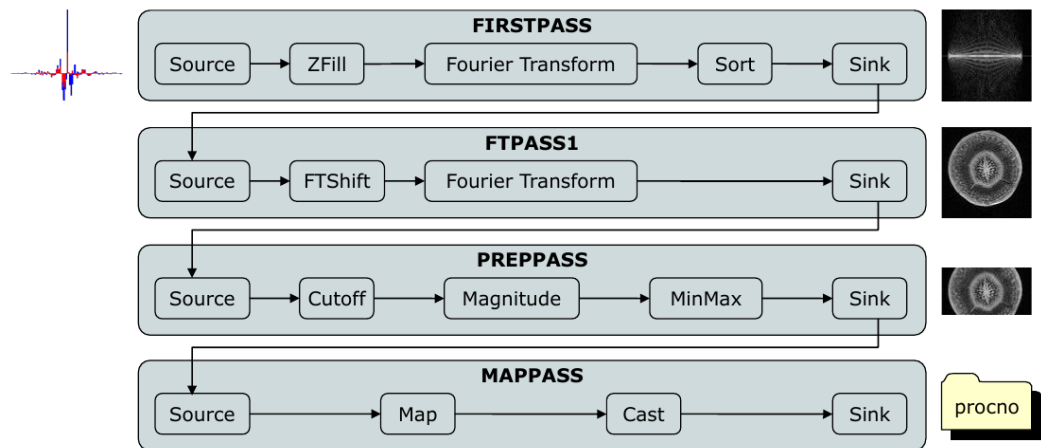 FIRSTPASS
Source
ZFill
Fourier Transform
Sort
Sink
FTPASS1
Source
FTShift
Fourier Transform
Sink
PREPPASS
Source
Cutoff
Magnitude
MinMax
Sink
MAPPASS
Source
Map
Cast
Sink
procno